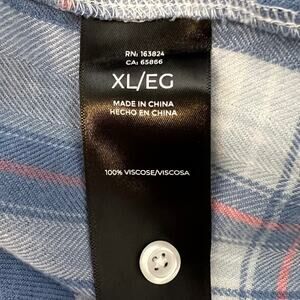 RN: 163824
CA: 65866
XL/EG
MADE IN CHINA
HECHO EN CHINA
100% VISCOSE/VISCOSA